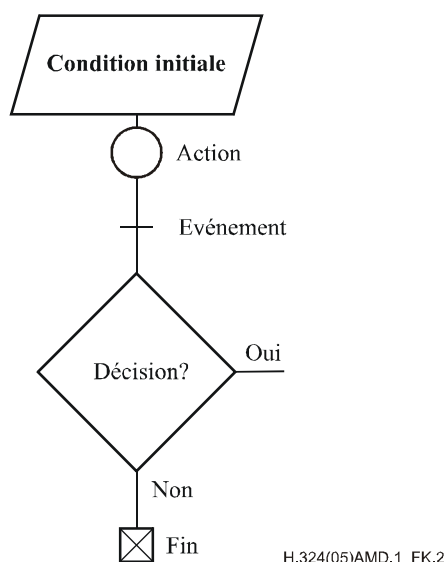 Condition initiale
Action
Evénement
Décision?
Oui
Non
Fin
H.324(05)AMD.1_FK.2